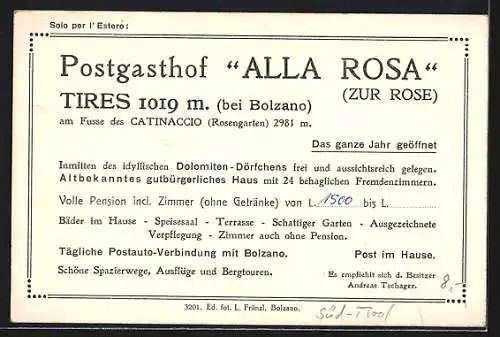 Solo per l'Estero:
Postgasthof "ALLA ROSA"
(ZUR ROSE)
TIRES 1019 m. (bei Bolzano)
am Fusse des CATINACCIO (Rosengarten) 2981 m.
Das ganze Jahr geöffnet
Inmitten des idyllischen Dolomiten-Dörfchens frei und aussichtsreich gelegen.
Altbekanntes gutbürgerliches Haus mit 24 behaglichen Fremdenzimmern.
Volle Pension incl. Zimmer (ohne Getränke) von L. 1500 bis L.
Bäder im Hause - Speisesaal - Terrasse - Schattiger Garten - Ausgezeichnete
Verpflegung - Zimmer auch ohne Pension.
Tägliche Postauto-Verbindung mit Bolzano. Post im Hause.
Schöne Spazierwege, Ausflüge und Bergtouren.
Es empfiehlt sich d. Besitzer
Andreas Tschager.
8,-
3201. Ed. fot. L. Fränzl, Bolzano.
Süd-Tirol